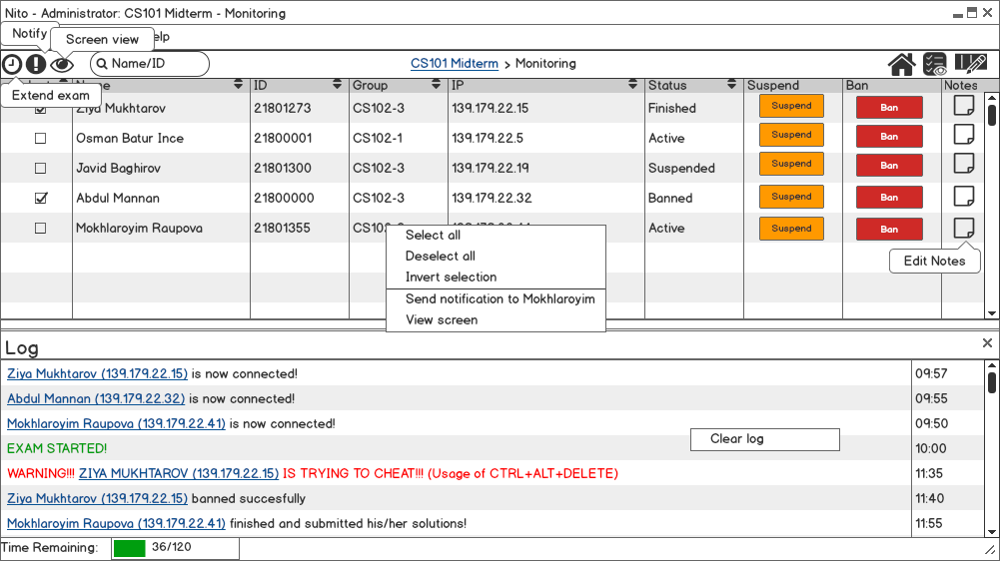 Nito - Administrator: CS101 Midterm - Monitoring
Notify
Screen view
Name/ID
CS101 Midterm > Monitoring
Extend exam
ID Group IP Status Suspend Ban Notes
Ziya Mukhtarov 21801273 CS102-3 139.179.22.15 Finished Suspend Ban
Osman Batur Ince 21800001 CS102-1 139.179.22.5 Active Suspend Ban
Javid Baghirov 21801300 CS102-3 139.179.22.19 Suspended Suspend Ban
Abdul Mannan 21800000 CS102-3 139.179.22.32 Banned Suspend Ban
Mokhlaroyim Raupova 21801355 Active Suspend Ban
Select all
Deselect all
Invert selection
Send notification to Mokhlaroyim
View screen
Edit Notes
Log
Ziya Mukhtarov (139.179.22.15) is now connected! 09:57
Abdul Mannan (139.179.22.32) is now connected! 09:55
Mokhlaroyim Raupova (139.179.22.41) is now connected! 09:50
Clear log
EXAM STARTED! 10:00
WARNING!!! ZIYA MUKHTAROV (139.179.22.15) IS TRYING TO CHEAT!!! (Usage of CTRL+ALT+DELETE) 11:35
Ziya Mukhtarov (139.179.22.15) banned succesfully 11:40
Mokhlaroyim Raupova (139.179.22.41) finished and submitted his/her solutions! 11:55
Time Remaining: 36/120